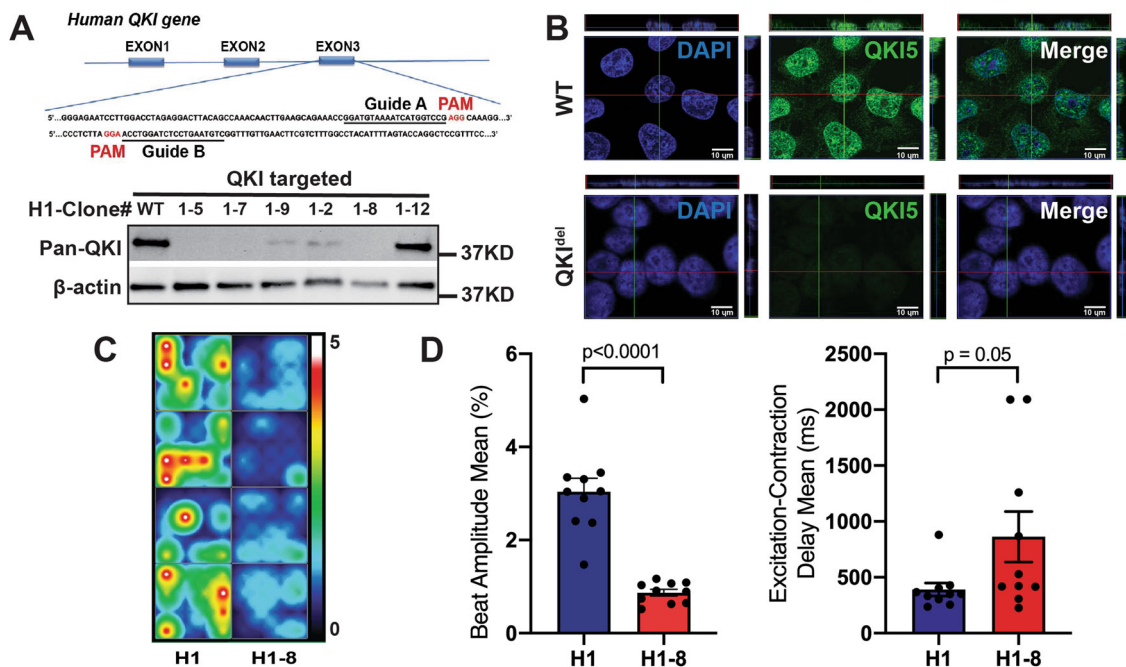 A
Human QKI gene
EXON1 EXON2 EXON3
Guide A PAM
5'...GGGAGAATCCTTGGACCTAGAGGACTTACAGCCAAACAACTTGAAGCAGAAACCGGATGTAAAATCATGGTCCG AGG CAAAGG...3'
5'...CCCTCTTA GGA ACCTGGATCTCCTGAATGTCGGTTTGTTGAACTTCGTCTTTGGCCTACATTTTAGTACCAGGCTCCGTTTCC...3'
PAM Guide B
QKI targeted
H1-Clone# WT 1-5 1-7 1-9 1-2 1-8 1-12
Pan-QKI 37KD
β-actin 37KD
B
DAPI QKI5 Merge
WT
10 μm 10 μm 10 μm
DAPI QKI5 Merge
QKIdel
10 μm 10 μm 10 μm
C
5
0
H1 H1-8
D
Beat Amplitude Mean (%)
6
4
2
0
p<0.0001
H1 H1-8
Excitation-Contraction
Delay Mean (ms)
2500
2000
1500
1000
500
0
p = 0.05
H1 H1-8